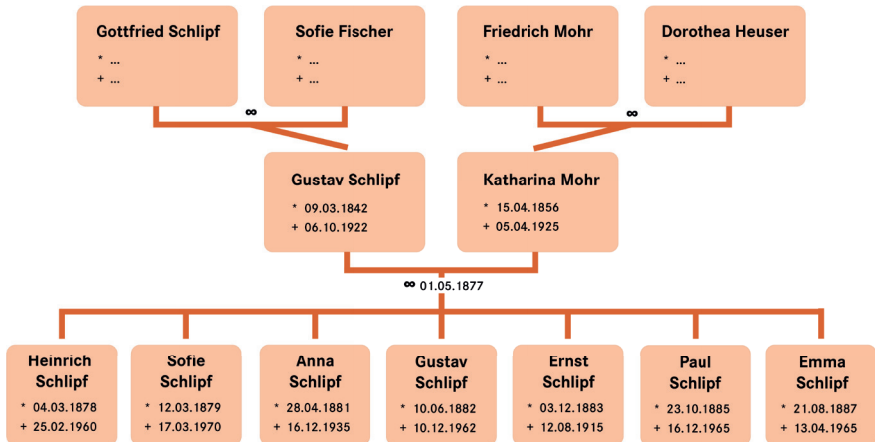 Gottfried Schlipf
* ...
+ ...
Sofie Fischer
* ...
+ ...
Friedrich Mohr
* ...
+ ...
Dorothea Heuser
* ...
+ ...
∞
∞
Gustav Schlipf
* 09.03.1842
+ 06.10.1922
Katharina Mohr
* 15.04.1856
+ 05.04.1925
∞ 01.05.1877
Heinrich
Schlipf
* 04.03.1878
+ 25.02.1960
Sofie
Schlipf
* 12.03.1879
+ 17.03.1970
Anna
Schlipf
* 28.04.1881
+ 16.12.1935
Gustav
Schlipf
* 10.06.1882
+ 10.12.1962
Ernst
Schlipf
* 03.12.1883
+ 12.08.1915
Paul
Schlipf
* 23.10.1885
+ 16.12.1965
Emma
Schlipf
* 21.08.1887
+ 13.04.1965